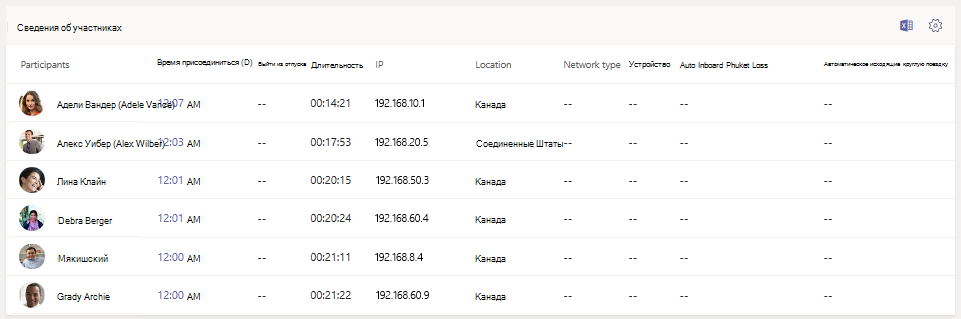 Сведения об участниках
Participants Время присоединиться (D) Выйти из отпуска Длительность IP Location Network type Устройство Auto Inboard Phuket Loss Автоматическое исходящие круглую поездку
Адели Вандер (Adele Vance) 12:07 AM -- 00:14:21 192.168.10.1 Канада -- -- -- --
Алекс Уибер (Alex Wilber) 12:03 AM -- 00:17:53 192.168.20.5 Соединенные Штаты -- -- -- --
Лина Клайн 12:01 AM -- 00:20:15 192.168.50.3 Канада -- -- -- --
Debra Berger 12:01 AM -- 00:20:24 192.168.60.4 Канада -- -- -- --
Мякишский 12:00 AM -- 00:21:11 192.168.8.4 Канада -- -- -- --
Grady Archie 12:00 AM -- 00:21:22 192.168.60.9 Канада -- -- -- --